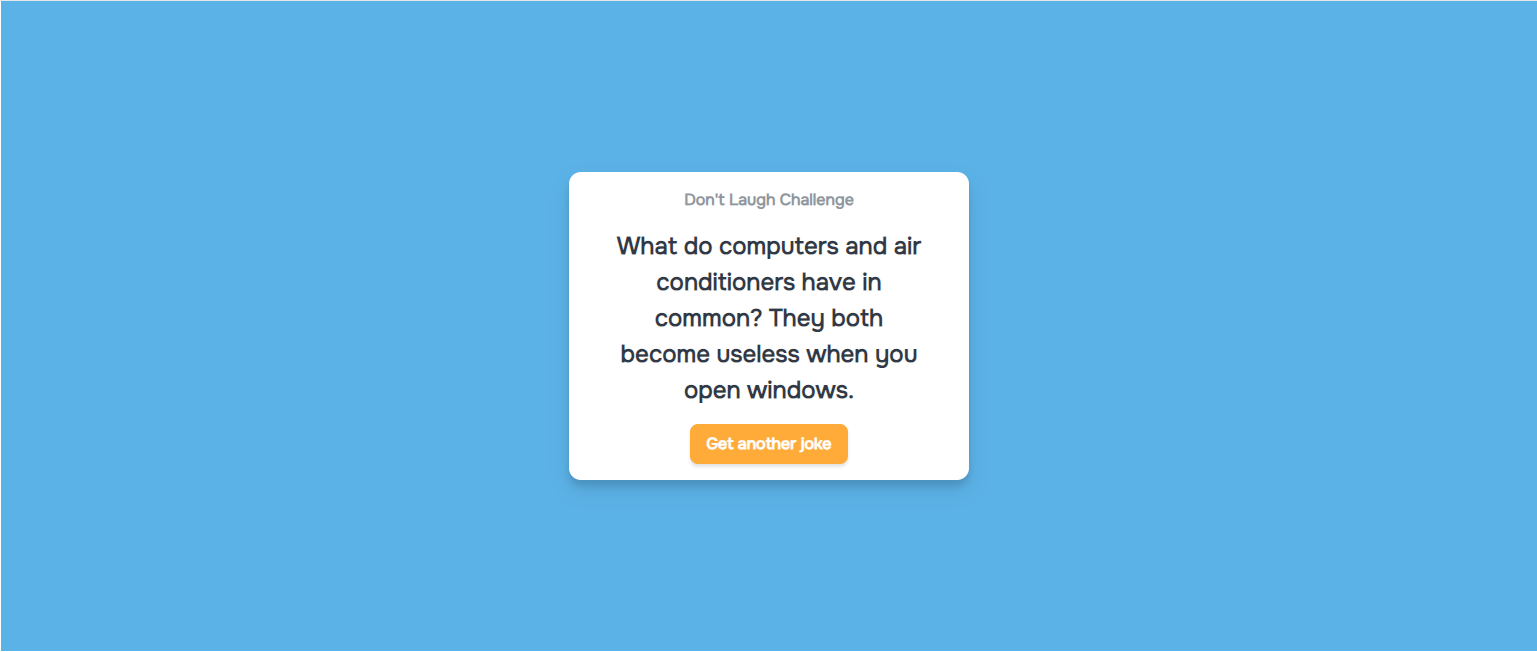 Don't Laugh Challenge
What do computers and air
conditioners have in
common? They both
become useless when you
open windows.
Get another joke